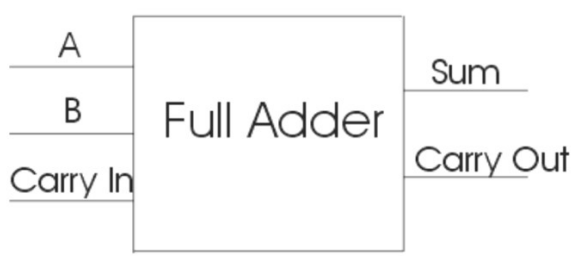 A
B
Carry In
Full Adder
Sum
Carry Out